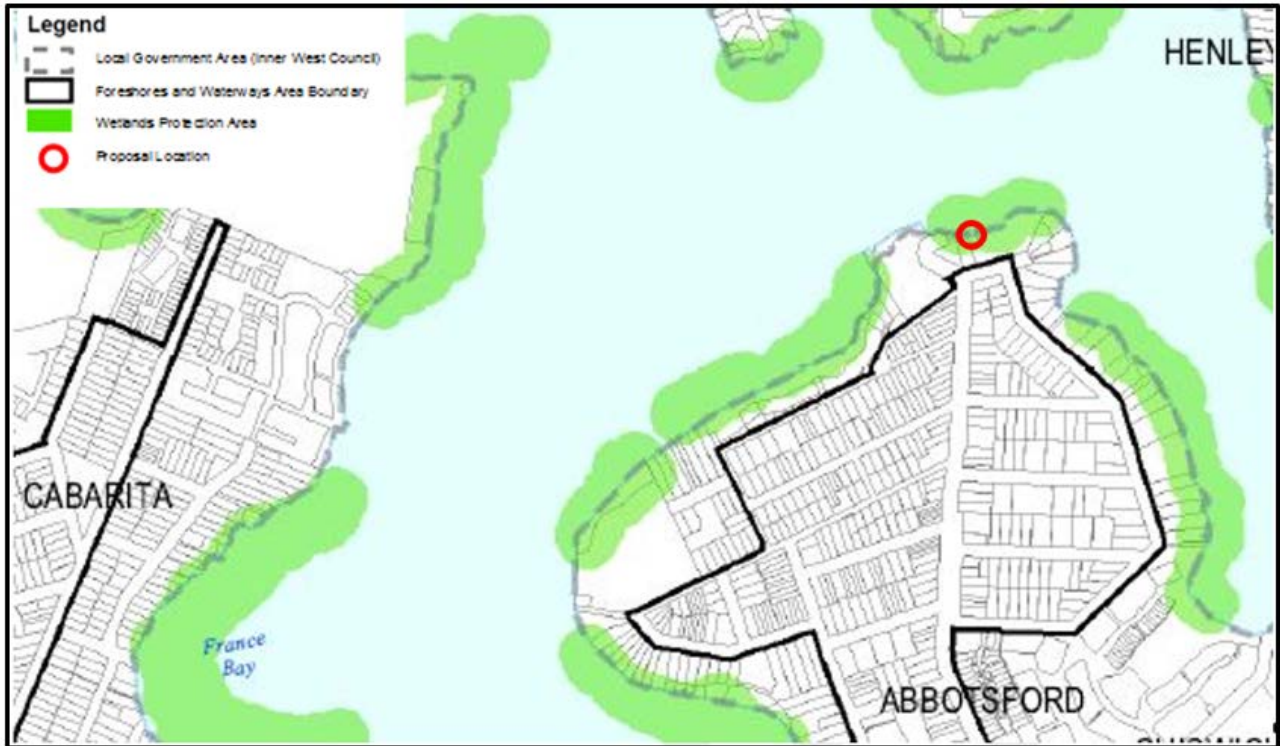 Legend
Local Government Area (Inner West Council)
Foreshores and Waterways Area Boundary
Wetlands Protection Area
Proposal Location
HENLEY
CABARITA
France
Bay
ABBOTSFORD